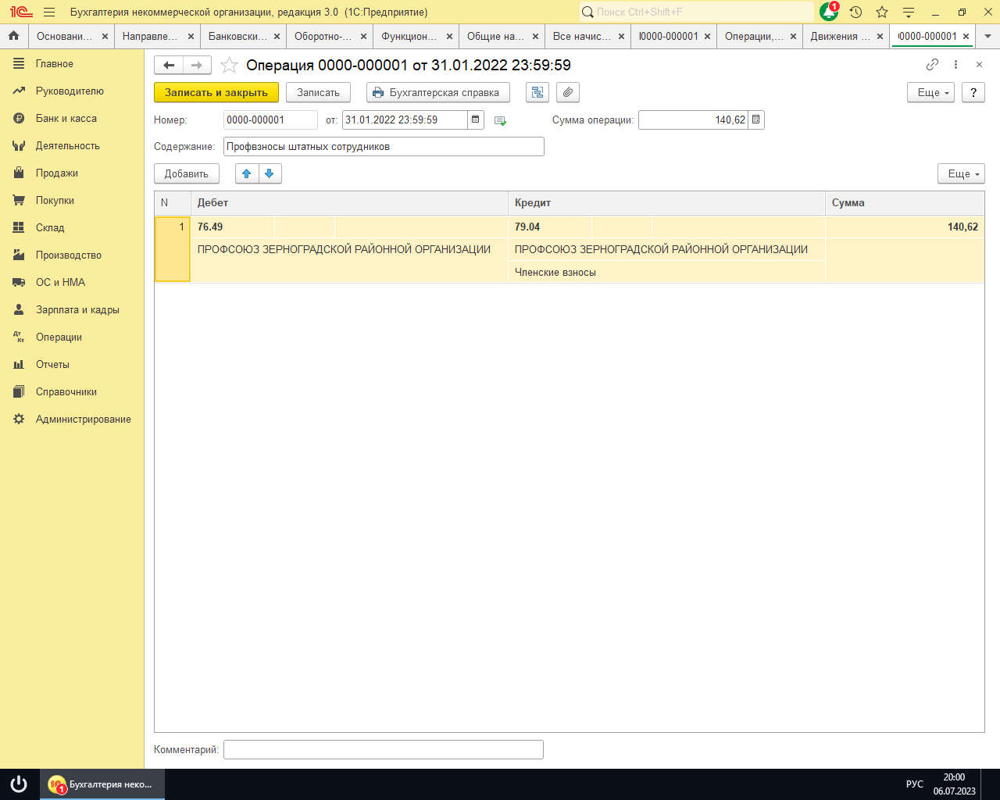 Бухгалтерия некоммерческой организации, редакция 3.0 (1С:Предприятие)
Поиск Ctrl+Shift+F
1
Основани...
Направле...
Банковски...
Оборотно-...
Функцион...
Общие на...
Все начис...
0000-000001
Операции,...
Движения ...
0000-000001
Главное
Руководителю
Банк и касса
Деятельность
Продажи
Покупки
Склад
Производство
ОС и НМА
Зарплата и кадры
Операции
Отчеты
Справочники
Администрирование
Операция 0000-000001 от 31.01.2022 23:59:59
Записать и закрыть
Записать
Бухгалтерская справка
Еще
?
Номер: 0000-000001 от: 31.01.2022 23:59:59 Сумма операции: 140,62
Содержание: Профвзносы штатных сотрудников
Добавить
Еще
N Дебет Кредит Сумма
1 76.49 79.04 140,62
ПРОФСОЮЗ ЗЕРНОГРАДСКОЙ РАЙОННОЙ ОРГАНИЗАЦИИ ПРОФСОЮЗ ЗЕРНОГРАДСКОЙ РАЙОННОЙ ОРГАНИЗАЦИИ
Членские взносы
Комментарий:
1С 1 Бухгалтерия неко...
РУС
20:00
06.07.2023